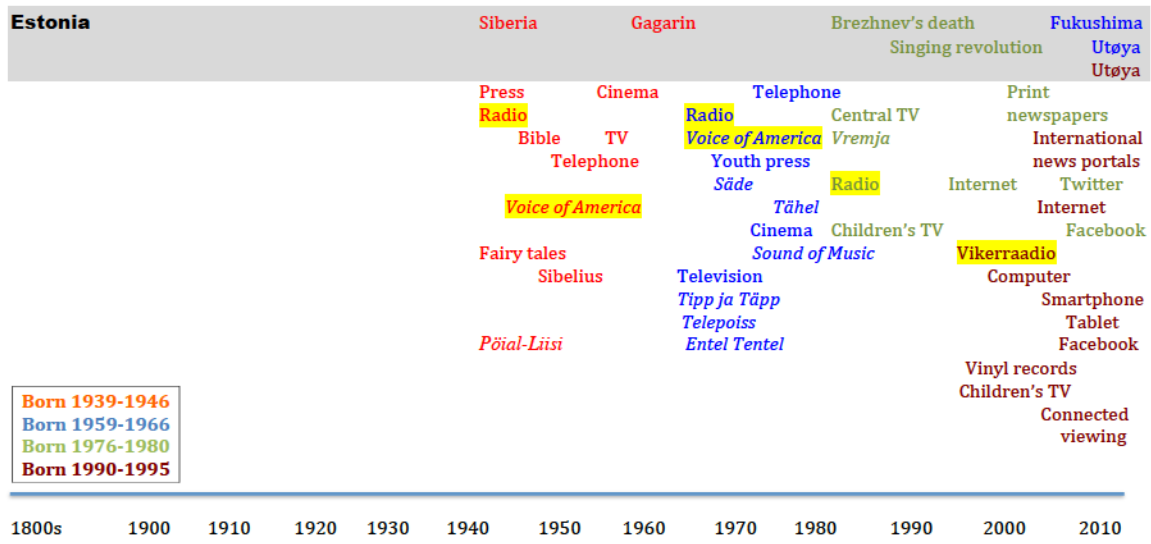 Estonia Siberia Gagarin Brezhnev's death Fukushima
Singing revolution Utøya
Utøya
Press Cinema Telephone Print
Radio Radio Central TV newspapers
Bible TV Voice of America Vremja International
Telephone Youth press news portals
Säde Radio Internet Twitter
Voice of America Tähel Internet
Cinema Children's TV Facebook
Fairy tales Sound of Music Vikerraadio
Sibelius Television Computer
Tipp ja Täpp Smartphone
Telepoiss Tablet
Pöial-Liisi Entel Tentel Facebook
Vinyl records
Children's TV
Connected
viewing
Born 1939-1946
Born 1959-1966
Born 1976-1980
Born 1990-1995
1800s 1900 1910 1920 1930 1940 1950 1960 1970 1980 1990 2000 2010